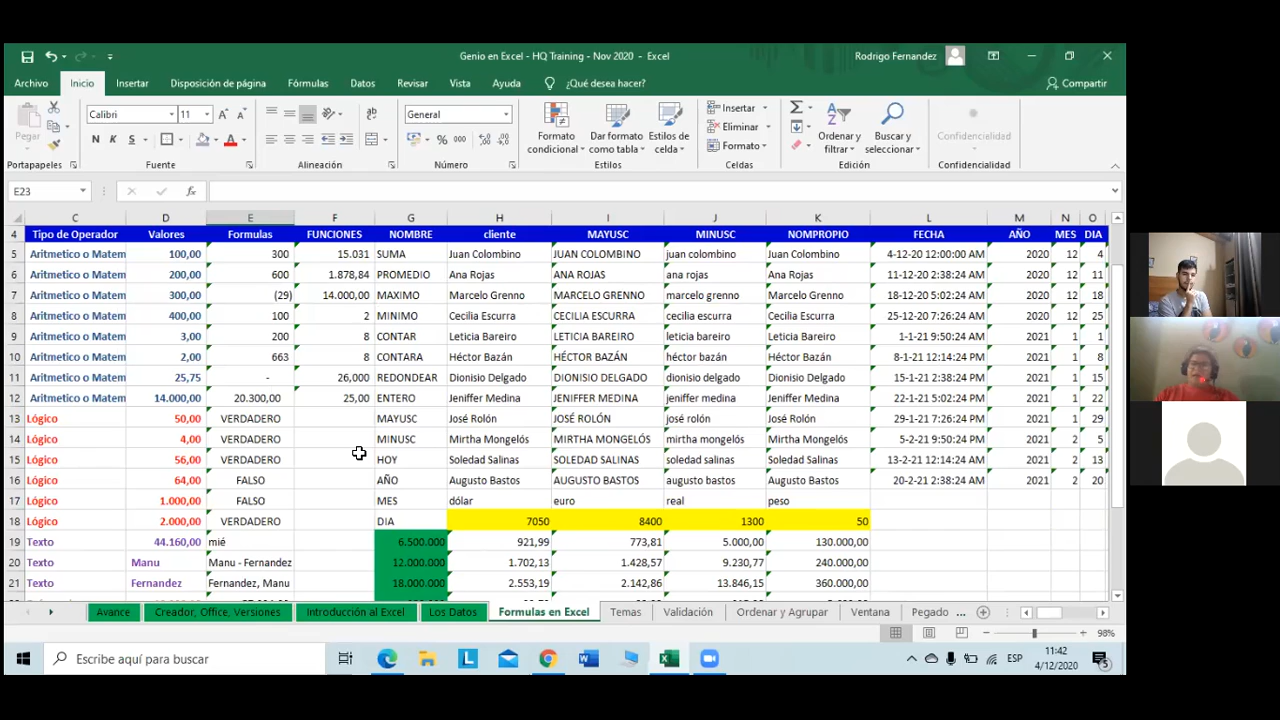 Genio en Excel - HQ Training - Nov 2020 - Excel
Rodrigo Fernandez
Archivo Inicio Insertar Disposición de página Fórmulas Datos Revisar Vista Ayuda ¿Qué desea hacer? Compartir
Pegar
Calibri 11
N K S
General
% 000
Formato condicional
Dar formato como tabla
Estilos de celda
Insertar
Eliminar
Formato
Ordenar y filtrar
Buscar y seleccionar
Confidencialidad
Portapapeles Fuente Alineación Número Estilos Celdas Edición Confidencialidad
E23 fx
C D E F G H I J K L M N O
4 Tipo de Operador Valores Formulas FUNCIONES NOMBRE cliente MAYUSC MINUSC NOMPROPIO FECHA AÑO MES DIA
5 Aritmetico o Matem 100,00 300 15.031 SUMA Juan Colombino JUAN COLOMBINO juan colombino Juan Colombino 4-12-20 12:00:00 AM 2020 12 4
6 Aritmetico o Matem 200,00 600 1.878,84 PROMEDIO Ana Rojas ANA ROJAS ana rojas Ana Rojas 11-12-20 2:38:24 AM 2020 12 11
7 Aritmetico o Matem 300,00 (29) 14.000,00 MAXIMO Marcelo Grenno MARCELO GRENNO marcelo grenno Marcelo Grenno 18-12-20 5:02:24 AM 2020 12 18
8 Aritmetico o Matem 400,00 100 2 MINIMO Cecilia Escurra CECILIA ESCURRA cecilia escurra Cecilia Escurra 25-12-20 7:26:24 AM 2020 12 25
9 Aritmetico o Matem 3,00 200 8 CONTAR Leticia Bareiro LETICIA BAREIRO leticia bareiro Leticia Bareiro 1-1-21 9:50:24 AM 2021 1 1
10 Aritmetico o Matem 2,00 663 8 CONTARA Héctor Bazán HÉCTOR BAZÁN héctor bazán Héctor Bazán 8-1-21 12:14:24 PM 2021 1 8
11 Aritmetico o Matem 25,75 - 26,000 REDONDEAR Dionisio Delgado DIONISIO DELGADO dionisio delgado Dionisio Delgado 15-1-21 2:38:24 PM 2021 1 15
12 Aritmetico o Matem 14.000,00 20.300,00 25,00 ENTERO Jeniffer Medina JENIFFER MEDINA jeniffer medina Jeniffer Medina 22-1-21 5:02:24 PM 2021 1 22
13 Lógico 50,00 VERDADERO MAYUSC José Rolón JOSÉ ROLÓN josé rolón José Rolón 29-1-21 7:26:24 PM 2021 1 29
14 Lógico 4,00 VERDADERO MINUSC Mirtha Mongelós MIRTHA MONGELÓS mirtha mongelós Mirtha Mongelós 5-2-21 9:50:24 PM 2021 2 5
15 Lógico 56,00 VERDADERO HOY Soledad Salinas SOLEDAD SALINAS soledad salinas Soledad Salinas 13-2-21 12:14:24 AM 2021 2 13
16 Lógico 64,00 FALSO AÑO Augusto Bastos AUGUSTO BASTOS augusto bastos Augusto Bastos 20-2-21 2:38:24 AM 2021 2 20
17 Lógico 1.000,00 FALSO MES dólar euro real peso
18 Lógico 2.000,00 VERDADERO DIA 7050 8400 1300 50
19 Texto 44.160,00 mié 6.500.000 921,99 773,81 5.000,00 130.000,00
20 Texto Manu Manu - Fernandez 12.000.000 1.702,13 1.428,57 9.230,77 240.000,00
21 Texto Fernandez Fernandez, Manu 18.000.000 2.553,19 2.142,86 13.846,15 360.000,00
Avance Creador, Office, Versiones Introducción al Excel Los Datos Formulas en Excel Temas Validación Ordenar y Agrupar Ventana Pegado ...
98%
Escribe aquí para buscar
ESP
11:42
4/12/2020
5